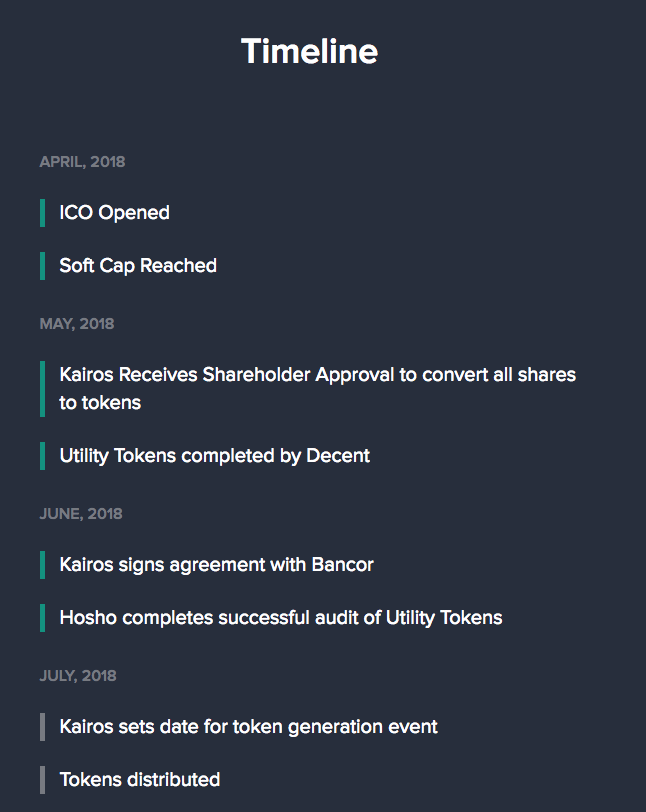 Timeline
APRIL, 2018
ICO Opened
Soft Cap Reached
MAY, 2018
Kairos Receives Shareholder Approval to convert all shares
to tokens
Utility Tokens completed by Decent
JUNE, 2018
Kairos signs agreement with Bancor
Hosho completes successful audit of Utility Tokens
JULY, 2018
Kairos sets date for token generation event
Tokens distributed